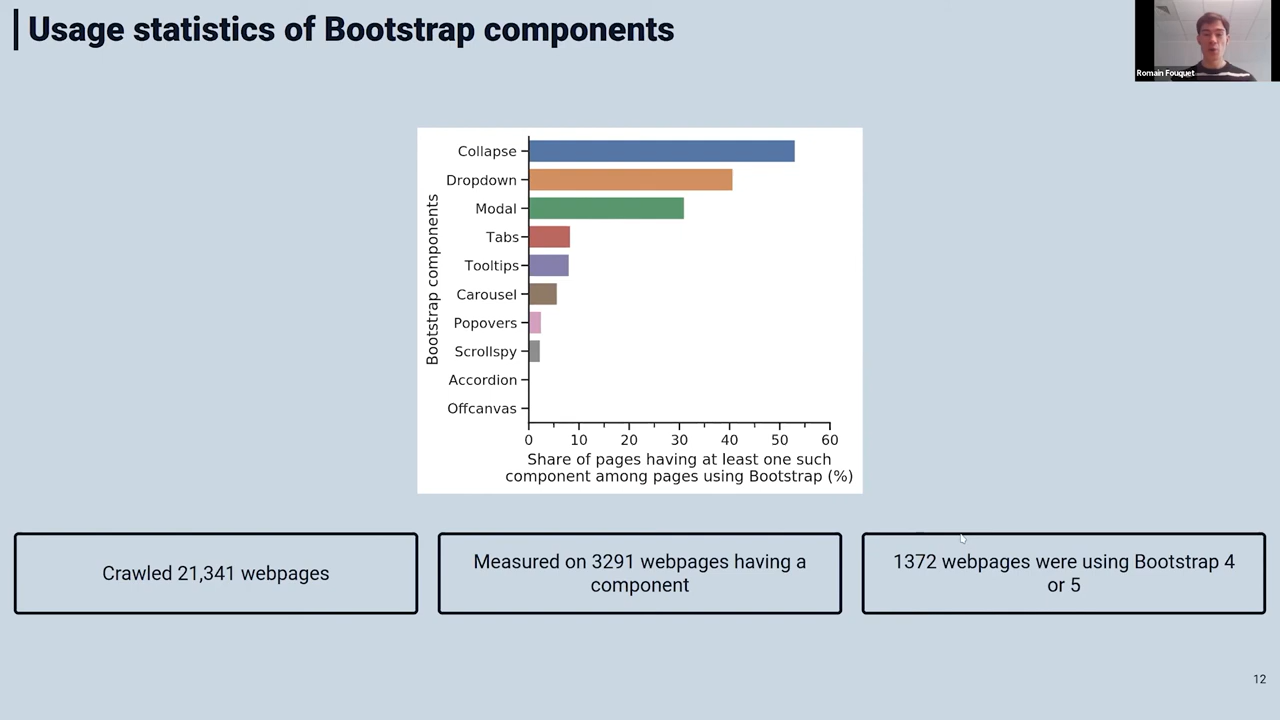 Usage statistics of Bootstrap components
Romain Fouquet
Bootstrap components
Collapse
Dropdown
Modal
Tabs
Tooltips
Carousel
Popovers
Scrollspy
Accordion
Offcanvas
0 10 20 30 40 50 60
Share of pages having at least one such
component among pages using Bootstrap (%)
Crawled 21,341 webpages
Measured on 3291 webpages having a
component
1372 webpages were using Bootstrap 4
or 5
12